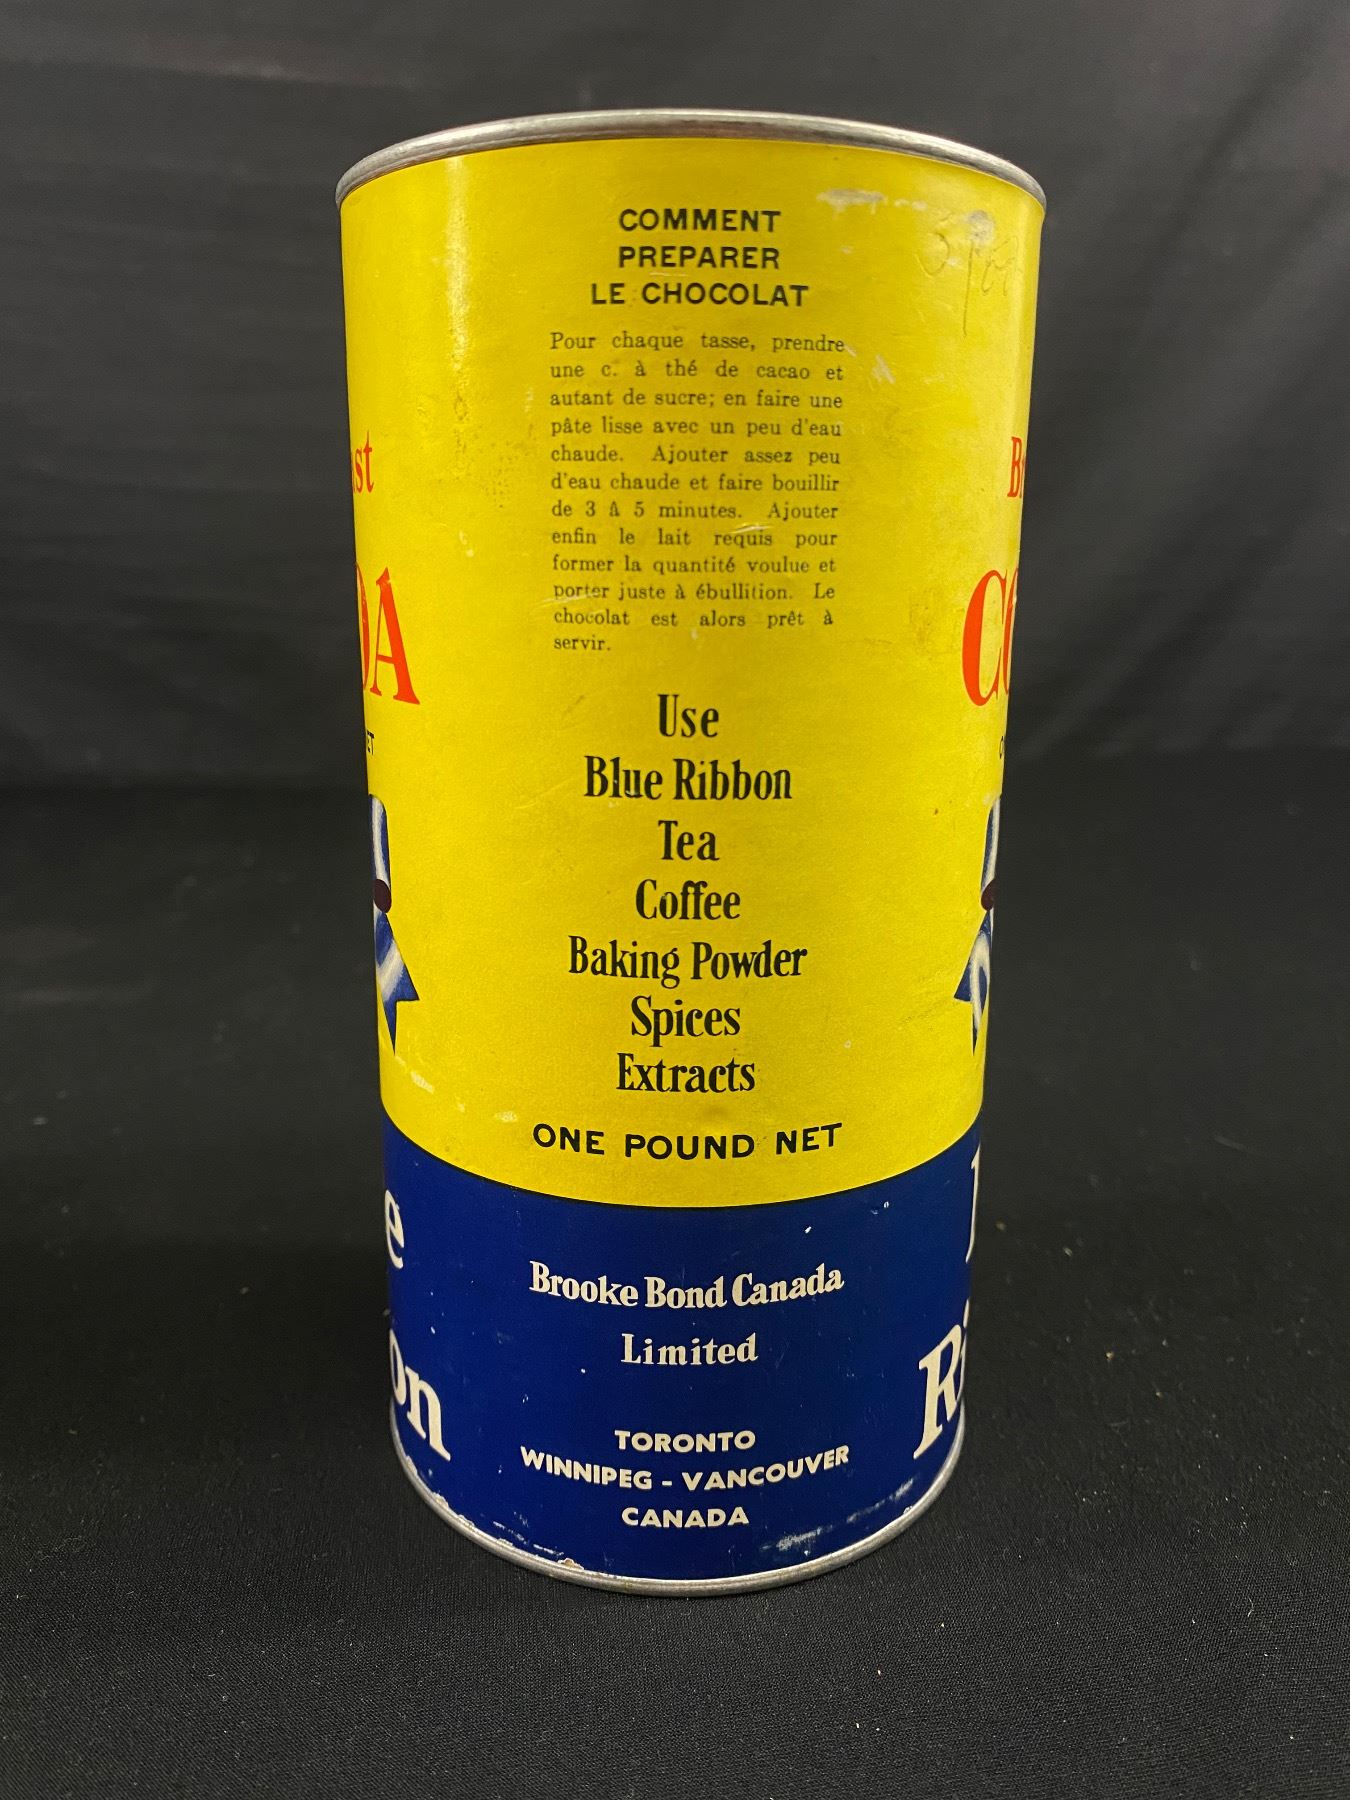 COMMENT
PREPARER
LE CHOCOLAT
Pour chaque tasse, prendre
une c. à thé de cacao et
autant de sucre; en faire une
pâte lisse avec un peu d'eau
chaude. Ajouter assez peu
d'eau chaude et faire bouillir
de 3 à 5 minutes. Ajouter
enfin le lait requis pour
former la quantité voulue et
porter juste à ébullition. Le
chocolat est alors prêt à
servir.
Use
Blue Ribbon
Tea
Coffee
Baking Powder
Spices
Extracts
ONE POUND NET
Brooke Bond Canada
Limited
TORONTO
WINNIPEG - VANCOUVER
CANADA